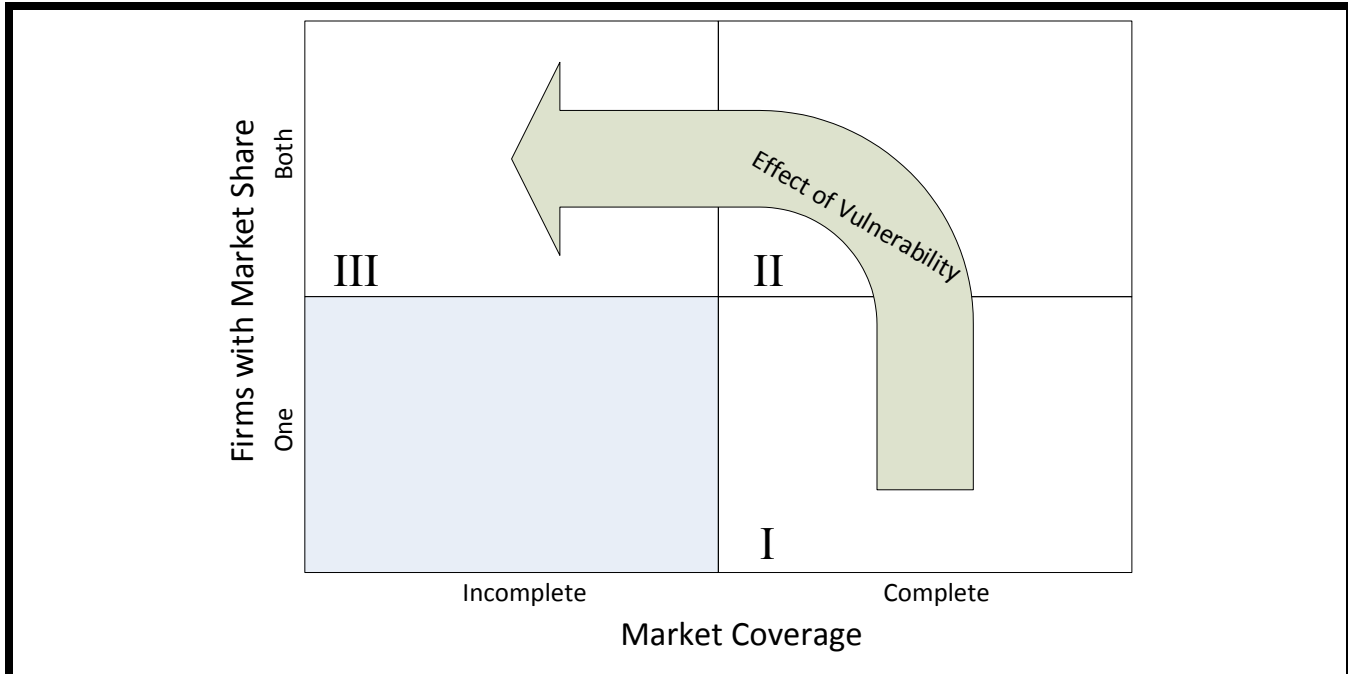 Firms with Market Share
Both
One
Effect of Vulnerability
III
II
I
Incomplete
Complete
Market Coverage